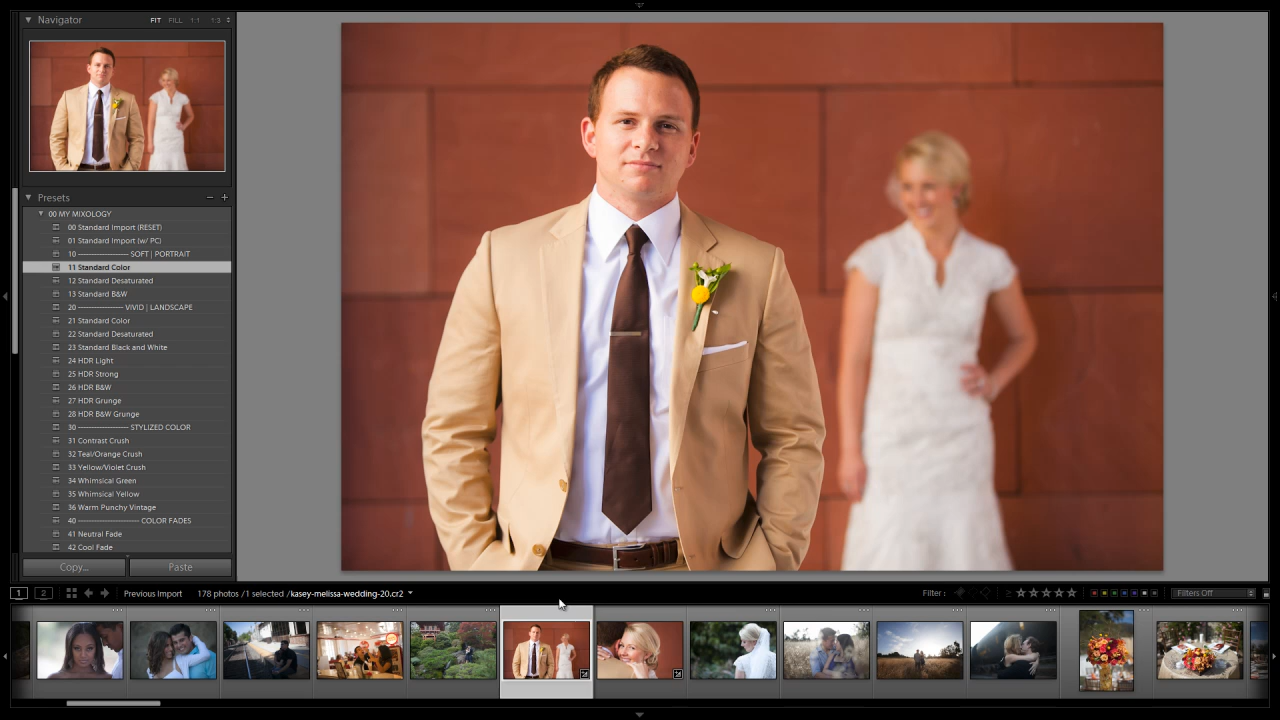 Navigator
FIT FILL 1:1 1:3
Presets
00 MY MIXOLOGY
00 Standard Import (RESET)
01 Standard Import (w/ PC)
10 ———————— SOFT | PORTRAIT
11 Standard Color
12 Standard Desaturated
13 Standard B&W
20 ———————— VIVID | LANDSCAPE
21 Standard Color
22 Standard Desaturated
23 Standard Black and White
24 HDR Light
25 HDR Strong
26 HDR B&W
27 HDR Grunge
28 HDR B&W Grunge
30 ———————— STYLIZED COLOR
31 Contrast Crush
32 Teal/Orange Crush
33 Yellow/Violet Crush
34 Whimsical Green
35 Whimsical Yellow
36 Warm Punchy Vintage
40 ———————— COLOR FADES
41 Neutral Fade
42 Cool Fade
Copy... Paste
1 2 Previous Import 178 photos /1 selected /kasey-melissa-wedding-20.cr2 Filter : Filters Off